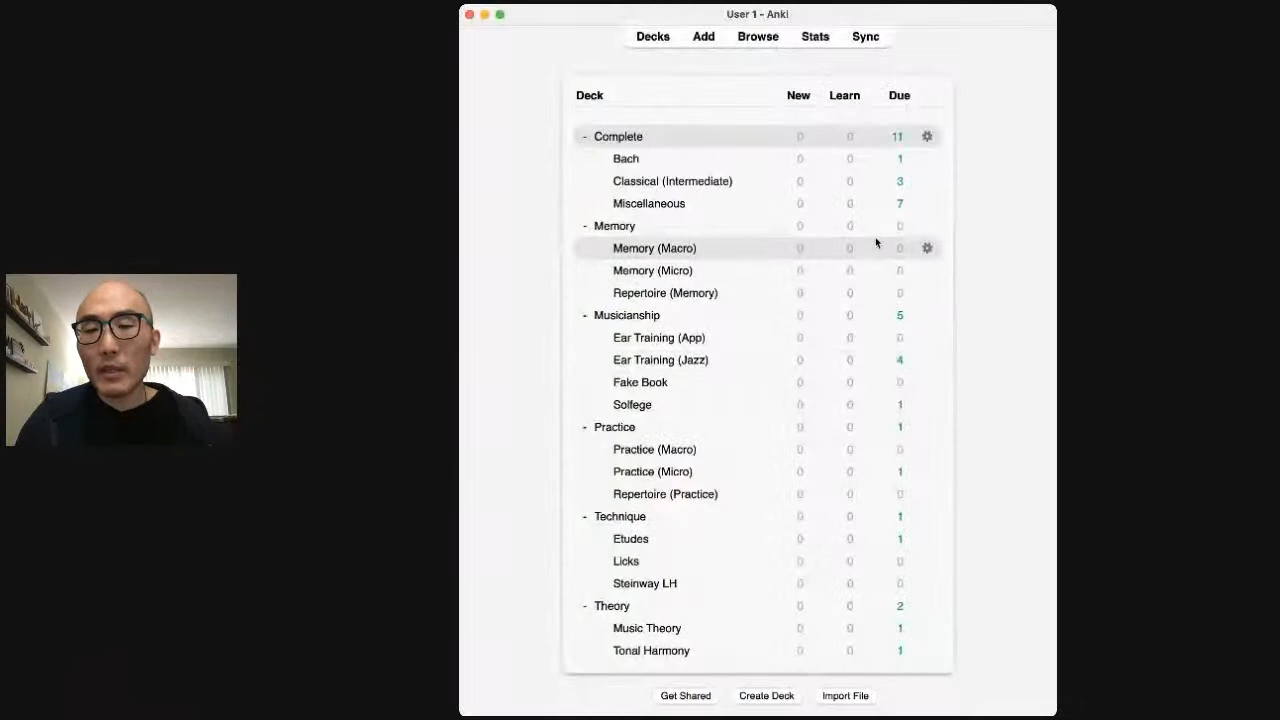 User 1 - Anki
Decks Add Browse Stats Sync
Deck New Learn Due
- Complete 0 0 11
Bach 0 0 1
Classical (Intermediate) 0 0 3
Miscellaneous 0 0 7
- Memory 0 0 0
Memory (Macro) 0 0 0
Memory (Micro) 0 0 0
Repertoire (Memory) 0 0 0
- Musicianship 0 0 5
Ear Training (App) 0 0 0
Ear Training (Jazz) 0 0 4
Fake Book 0 0 0
Solfege 0 0 1
- Practice 0 0 1
Practice (Macro) 0 0 0
Practice (Micro) 0 0 1
Repertoire (Practice) 0 0 0
- Technique 0 0 1
Etudes 0 0 1
Licks 0 0 0
Steinway LH 0 0 0
- Theory 0 0 2
Music Theory 0 0 1
Tonal Harmony 0 0 1
Get Shared Create Deck Import File